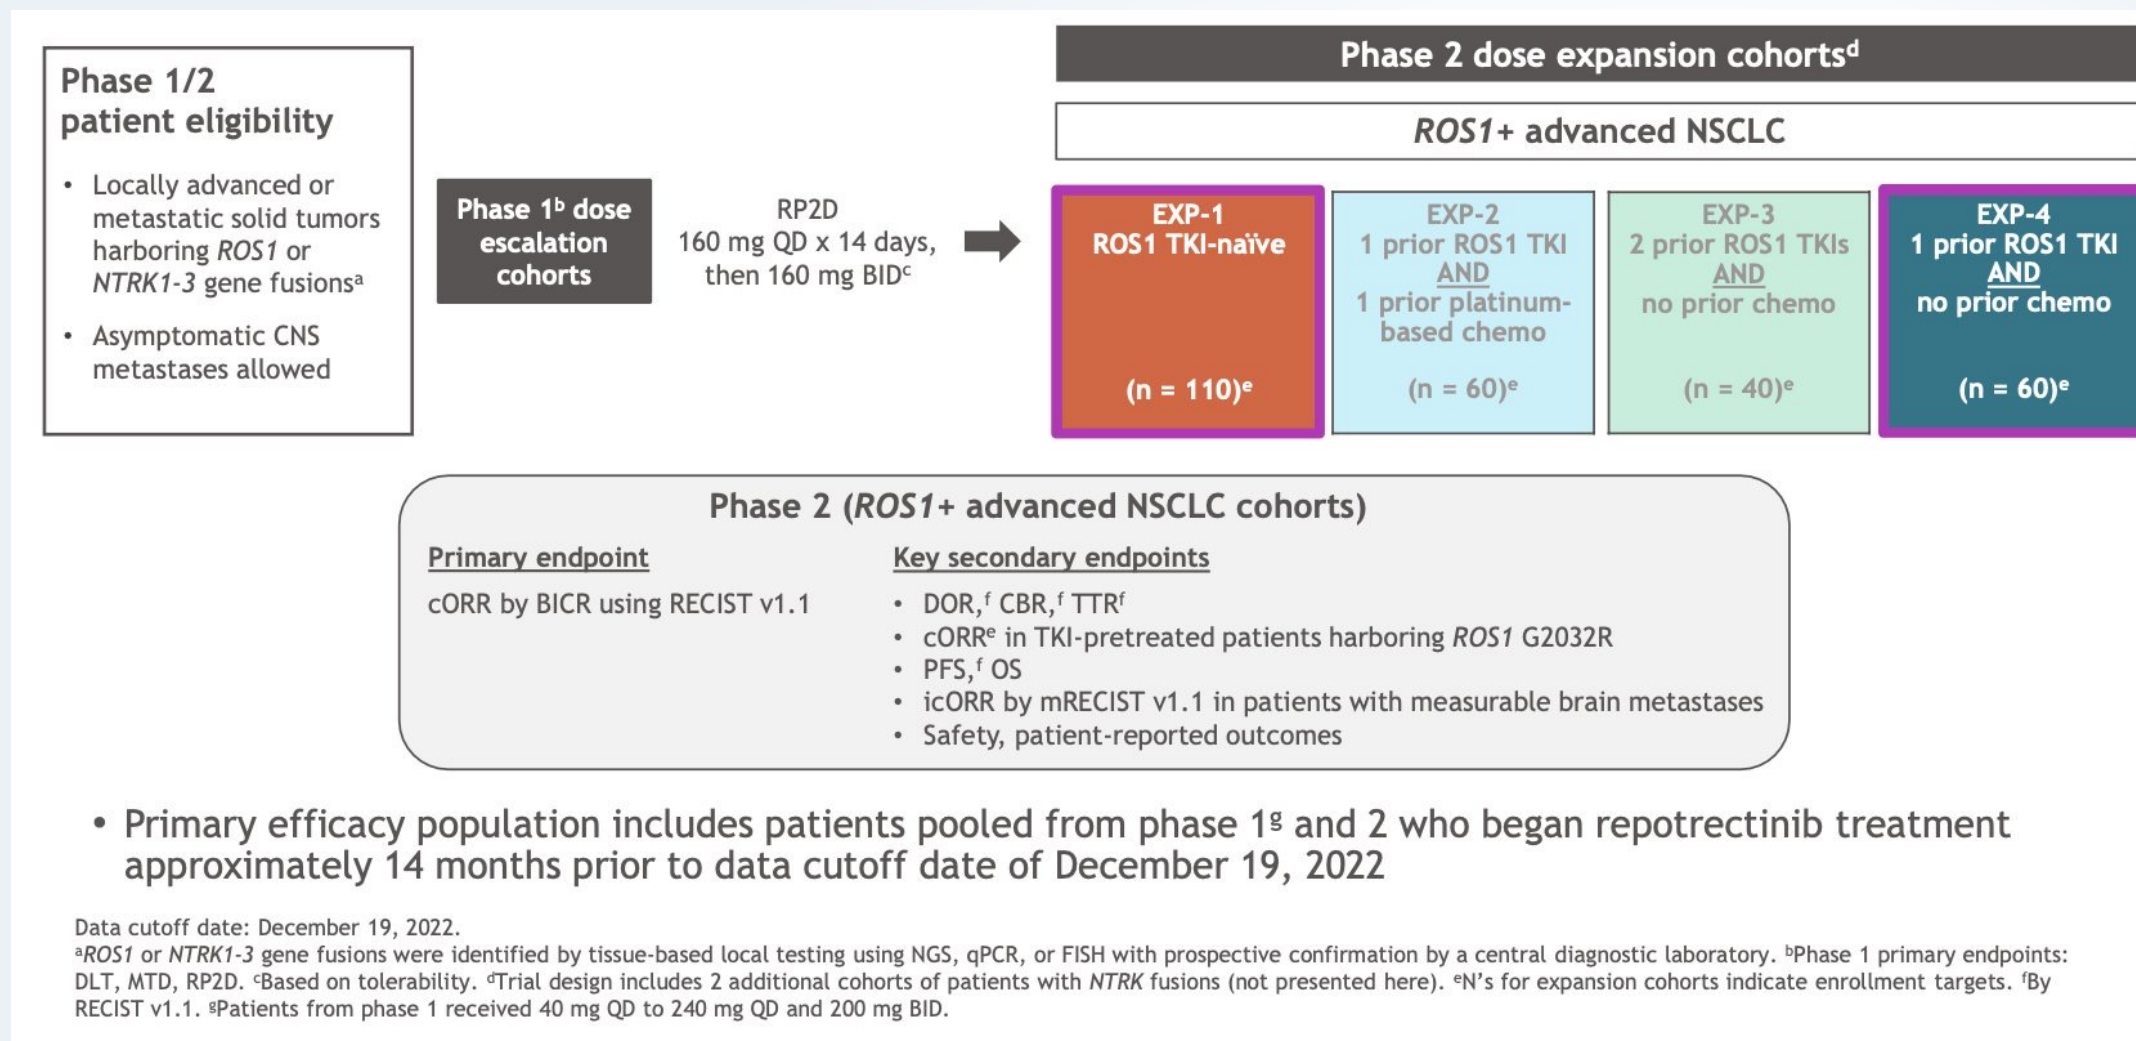 Phase 1/2
patient eligibility
• Locally advanced or
metastatic solid tumors
harboring ROS1 or
NTRK1-3 gene fusionsᵃ
• Asymptomatic CNS
metastases allowed
Phase 1ᵇ dose
escalation
cohorts
RP2D
160 mg QD x 14 days,
then 160 mg BIDᶜ
Phase 2 dose expansion cohortsᵈ
ROS1+ advanced NSCLC
EXP-1
ROS1 TKI-naïve
(n = 110)ᵉ
EXP-2
1 prior ROS1 TKI
AND
1 prior platinum-
based chemo
(n = 60)ᵉ
EXP-3
2 prior ROS1 TKIs
AND
no prior chemo
(n = 40)ᵉ
EXP-4
1 prior ROS1 TKI
AND
no prior chemo
(n = 60)ᵉ
Phase 2 (ROS1+ advanced NSCLC cohorts)
Primary endpoint
cORR by BICR using RECIST v1.1
Key secondary endpoints
• DOR,ᶠ CBR,ᶠ TTRᶠ
• cORRᵉ in TKI-pretreated patients harboring ROS1 G2032R
• PFS,ᶠ OS
• icORR by mRECIST v1.1 in patients with measurable brain metastases
• Safety, patient-reported outcomes
• Primary efficacy population includes patients pooled from phase 1ᵍ and 2 who began repotrectinib treatment
approximately 14 months prior to data cutoff date of December 19, 2022
Data cutoff date: December 19, 2022.
ᵃROS1 or NTRK1-3 gene fusions were identified by tissue-based local testing using NGS, qPCR, or FISH with prospective confirmation by a central diagnostic laboratory. ᵇPhase 1 primary endpoints:
DLT, MTD, RP2D. ᶜBased on tolerability. ᵈTrial design includes 2 additional cohorts of patients with NTRK fusions (not presented here). ᵉN's for expansion cohorts indicate enrollment targets. ᶠBy
RECIST v1.1. ᵍPatients from phase 1 received 40 mg QD to 240 mg QD and 200 mg BID.